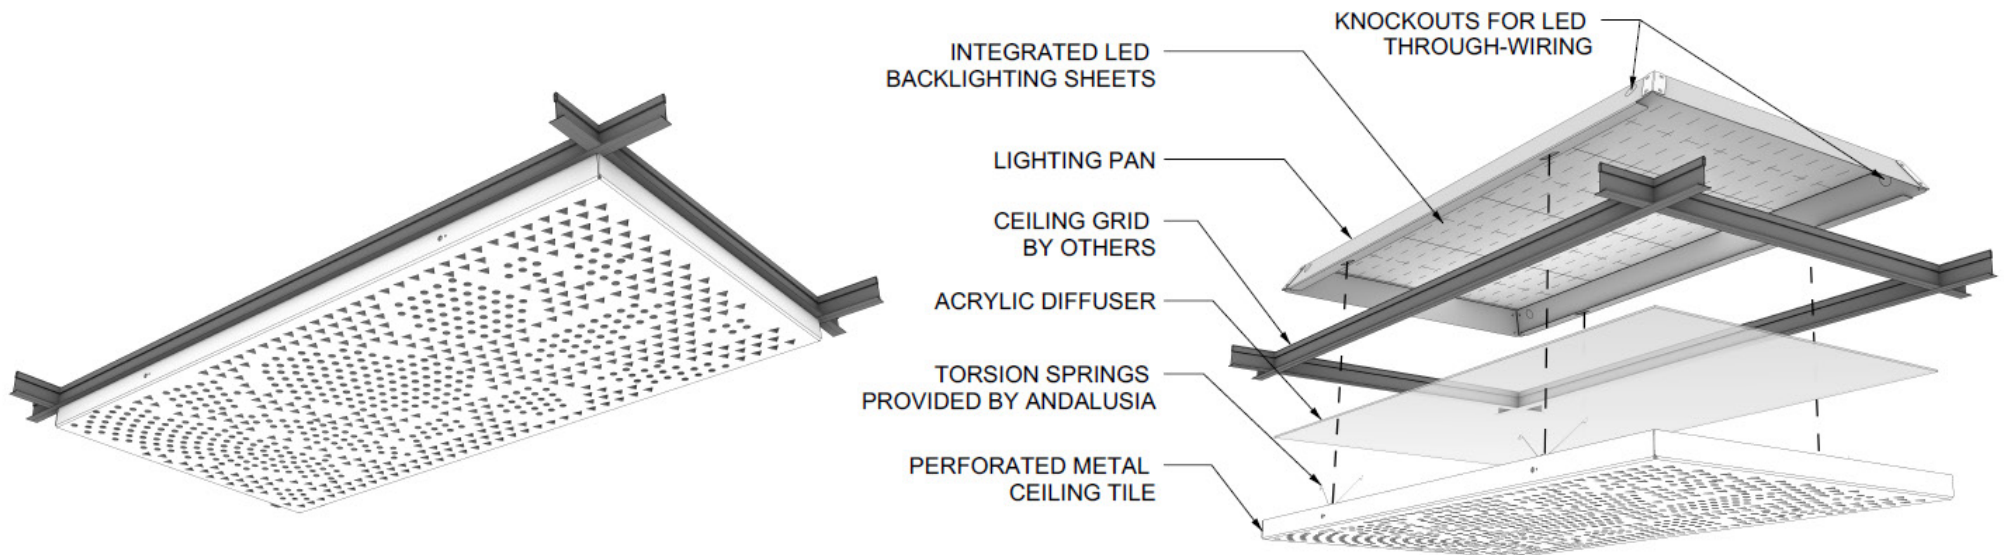 KNOCKOUTS FOR LED
THROUGH-WIRING
INTEGRATED LED
BACKLIGHTING SHEETS
LIGHTING PAN
CEILING GRID
BY OTHERS
ACRYLIC DIFFUSER
TORSION SPRINGS
PROVIDED BY ANDALUSIA
PERFORATED METAL
CEILING TILE